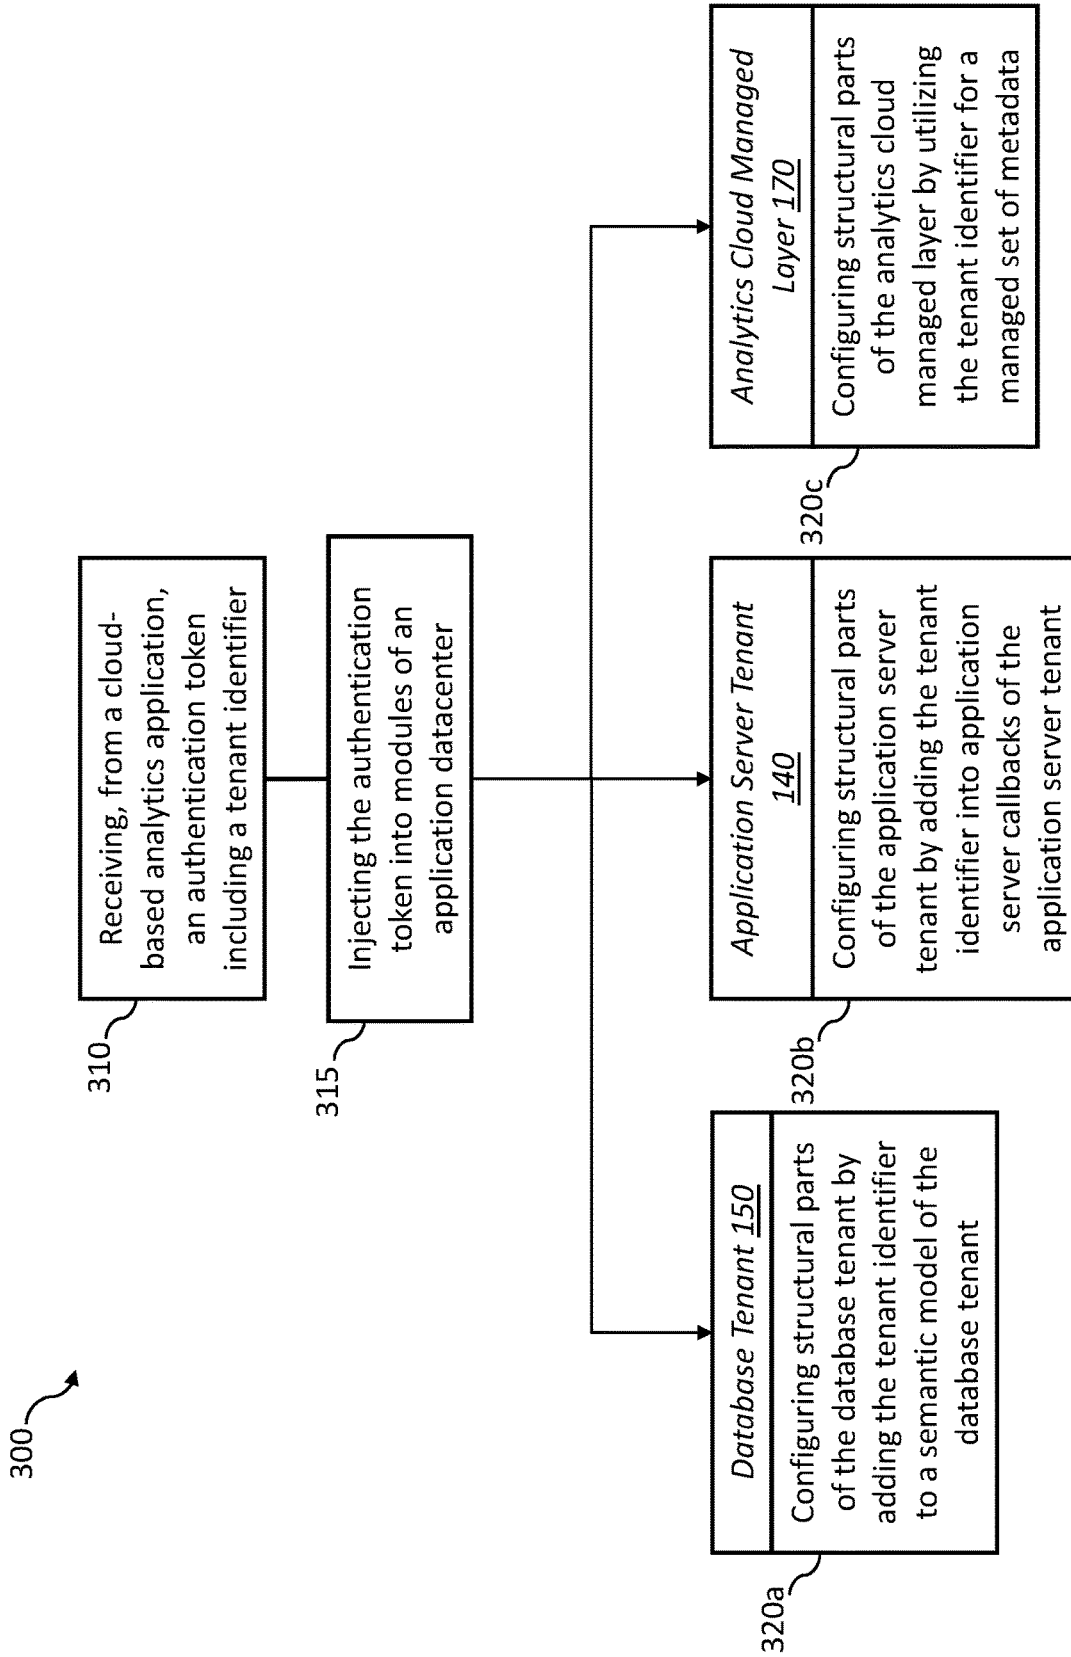 300
310
Receiving, from a cloud-
based analytics application,
an authentication token
including a tenant identifier
315
Injecting the authentication
token into modules of an
application datacenter
320a
Database Tenant 150
Configuring structural parts
of the database tenant by
adding the tenant identifier
to a semantic model of the
database tenant
320b
Application Server Tenant
140
Configuring structural parts
of the application server
tenant by adding the tenant
identifier into application
server callbacks of the
application server tenant
320c
Analytics Cloud Managed
Layer 170
Configuring structural parts
of the analytics cloud
managed layer by utilizing
the tenant identifier for a
managed set of metadata